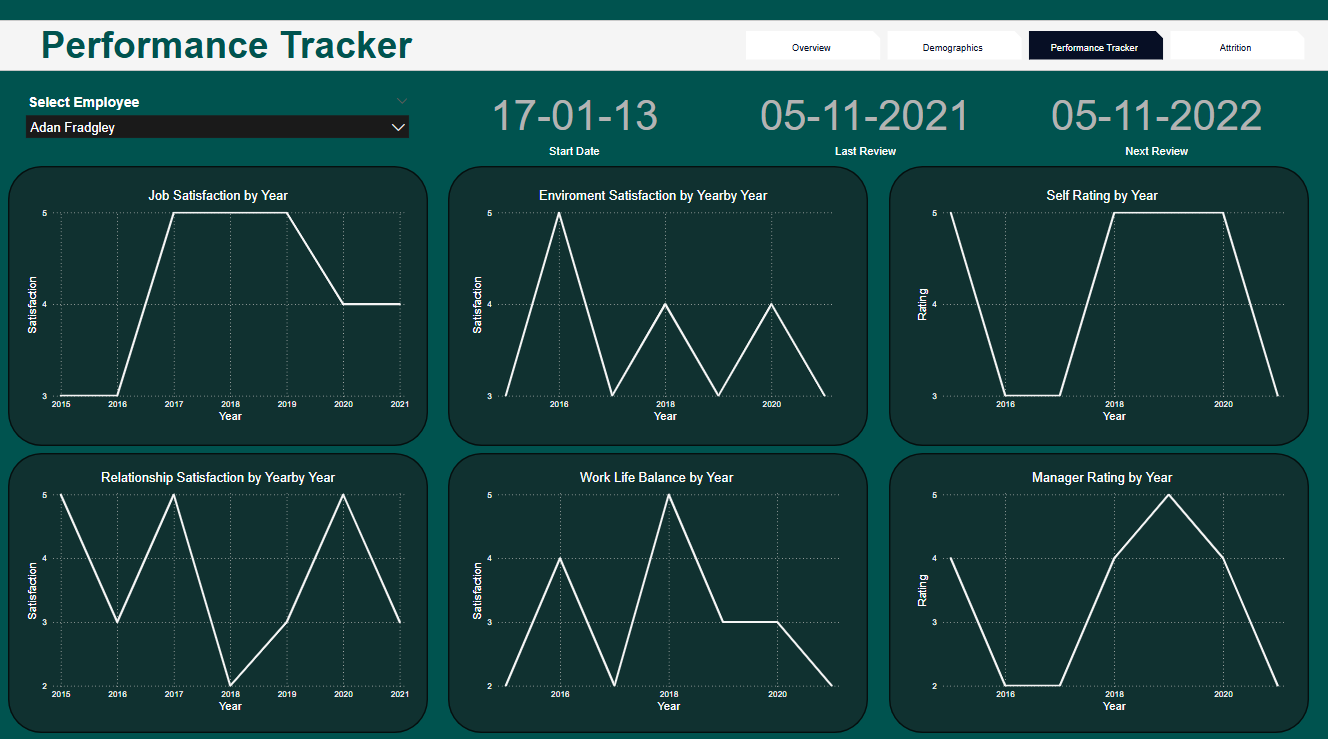 Performance Tracker
Overview
Demographics
Performance Tracker
Attrition
Select Employee
Adan Fradgley
17-01-13
Start Date
05-11-2021
Last Review
05-11-2022
Next Review
Job Satisfaction by Year
Satisfaction
5
4
3
2015 2016 2017 2018 2019 2020 2021
Year
Enviroment Satisfaction by Yearby Year
Satisfaction
5
4
3
2016 2018 2020
Year
Self Rating by Year
Rating
5
4
3
2016 2018 2020
Year
Relationship Satisfaction by Yearby Year
Satisfaction
5
4
3
2
2015 2016 2017 2018 2019 2020 2021
Year
Work Life Balance by Year
Satisfaction
5
4
3
2
2016 2018 2020
Year
Manager Rating by Year
Rating
5
4
3
2
2016 2018 2020
Year